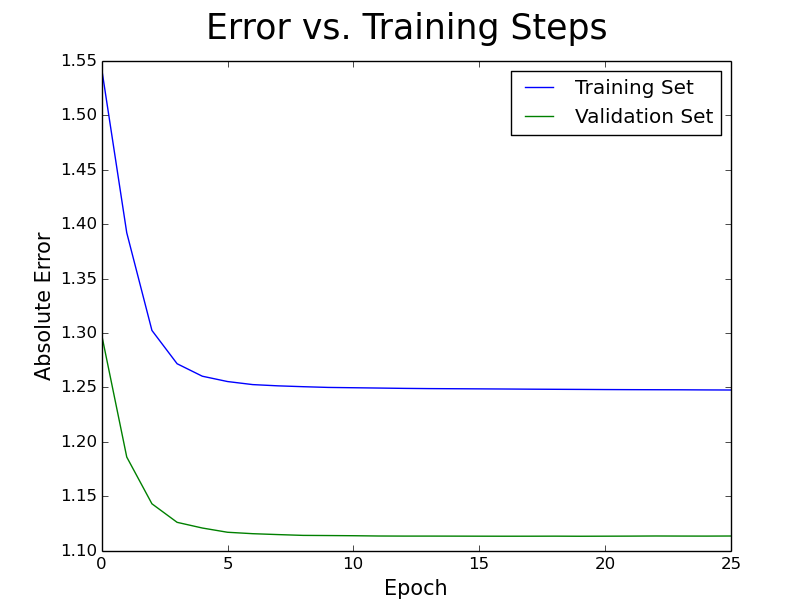 Error vs. Training Steps
Training Set
Validation Set
Absolute Error
1.55
1.50
1.45
1.40
1.35
1.30
1.25
1.20
1.15
1.10
0 5 10 15 20 25
Epoch